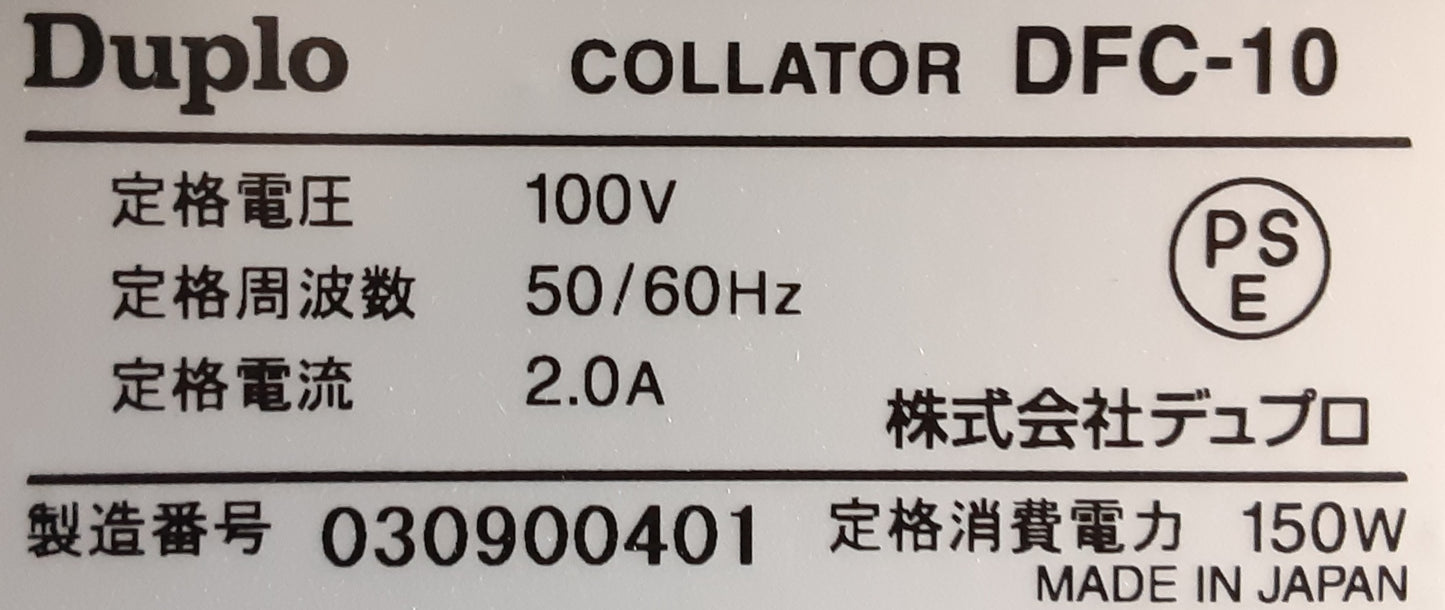 Duplo COLLATOR DFC-10
定格電圧 100V
定格周波数 50/60Hz
定格電流 2.0A
PS
E
株式会社デュプロ
製造番号 030900401 定格消費電力 150W
MADE IN JAPAN